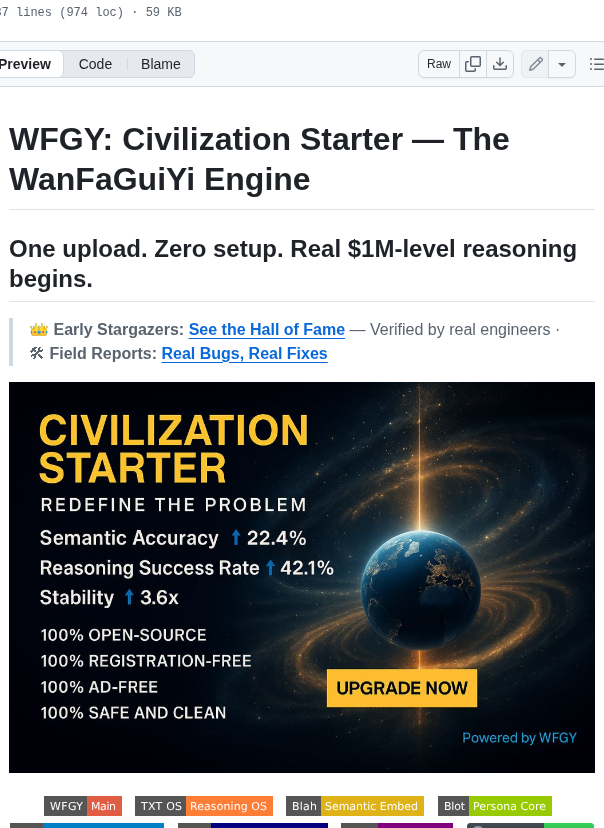 37 lines (974 loc) · 59 KB
Preview
Code
Blame
Raw
WFGY: Civilization Starter — The
WanFaGuiYi Engine
One upload. Zero setup. Real $1M-level reasoning
begins.
👑 Early Stargazers: See the Hall of Fame — Verified by real engineers ·
🛠 Field Reports: Real Bugs, Real Fixes
CIVILIZATION
STARTER
REDEFINE THE PROBLEM
Semantic Accuracy ⬆ 22.4%
Reasoning Success Rate ⬆ 42.1%
Stability ⬆ 3.6x
100% OPEN-SOURCE
100% REGISTRATION-FREE
100% AD-FREE
100% SAFE AND CLEAN
UPGRADE NOW
Powered by WFGY
WFGY Main
TXT OS Reasoning OS
Blah Semantic Embed
Blot Persona Core